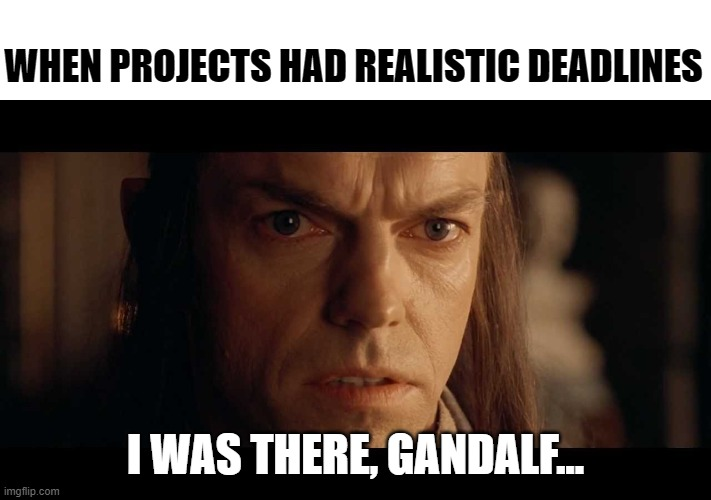 WHEN PROJECTS HAD REALISTIC DEADLINES
I WAS THERE, GANDALF...
imgflip.com